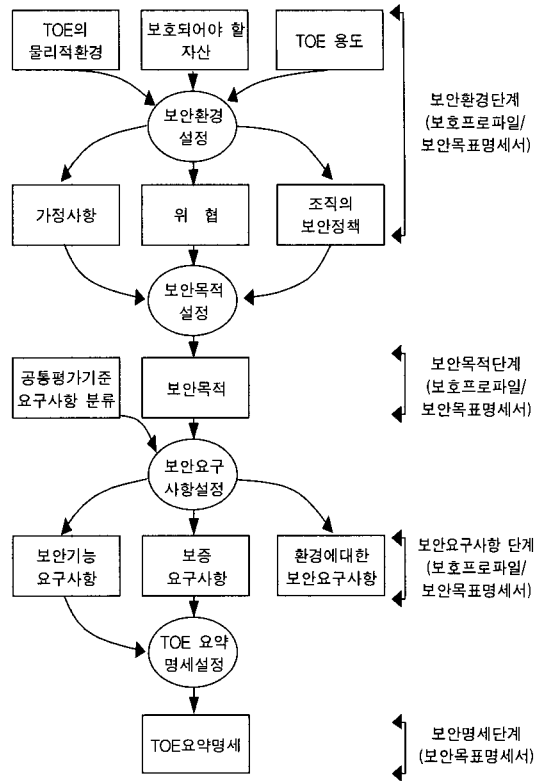 TOE의
물리적환경
보호되어야 할
자산
TOE 용도
보안환경
설정
보안환경단계
(보호프로파일/
보안목표명세서)
가정사항
위 협
조직의
보안정책
보안목적
설정
공통평가기준
요구사항 분류
보안목적
보안목적단계
(보호프로파일/
보안목표명세서)
보안요구
사항설정
보안기능
요구사항
보증
요구사항
환경에대한
보안요구사항
보안요구사항 단계
(보호프로파일/
보안목표명세서)
TOE 요약
명세설정
TOE요약명세
보안명세단계
(보안목표명세서)